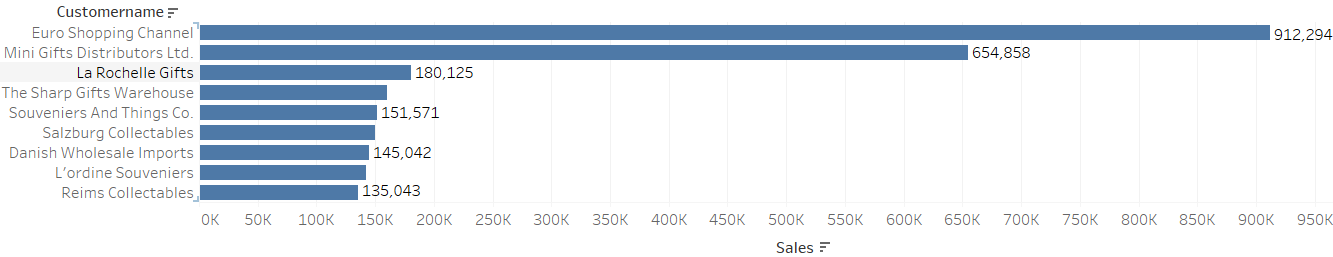 Customername
Euro Shopping Channel 912,294
Mini Gifts Distributors Ltd. 654,858
La Rochelle Gifts 180,125
The Sharp Gifts Warehouse
Souveniers And Things Co. 151,571
Salzburg Collectables
Danish Wholesale Imports 145,042
L'ordine Souveniers
Reims Collectables 135,043
0K 50K 100K 150K 200K 250K 300K 350K 400K 450K 500K 550K 600K 650K 700K 750K 800K 850K 900K 950K
Sales